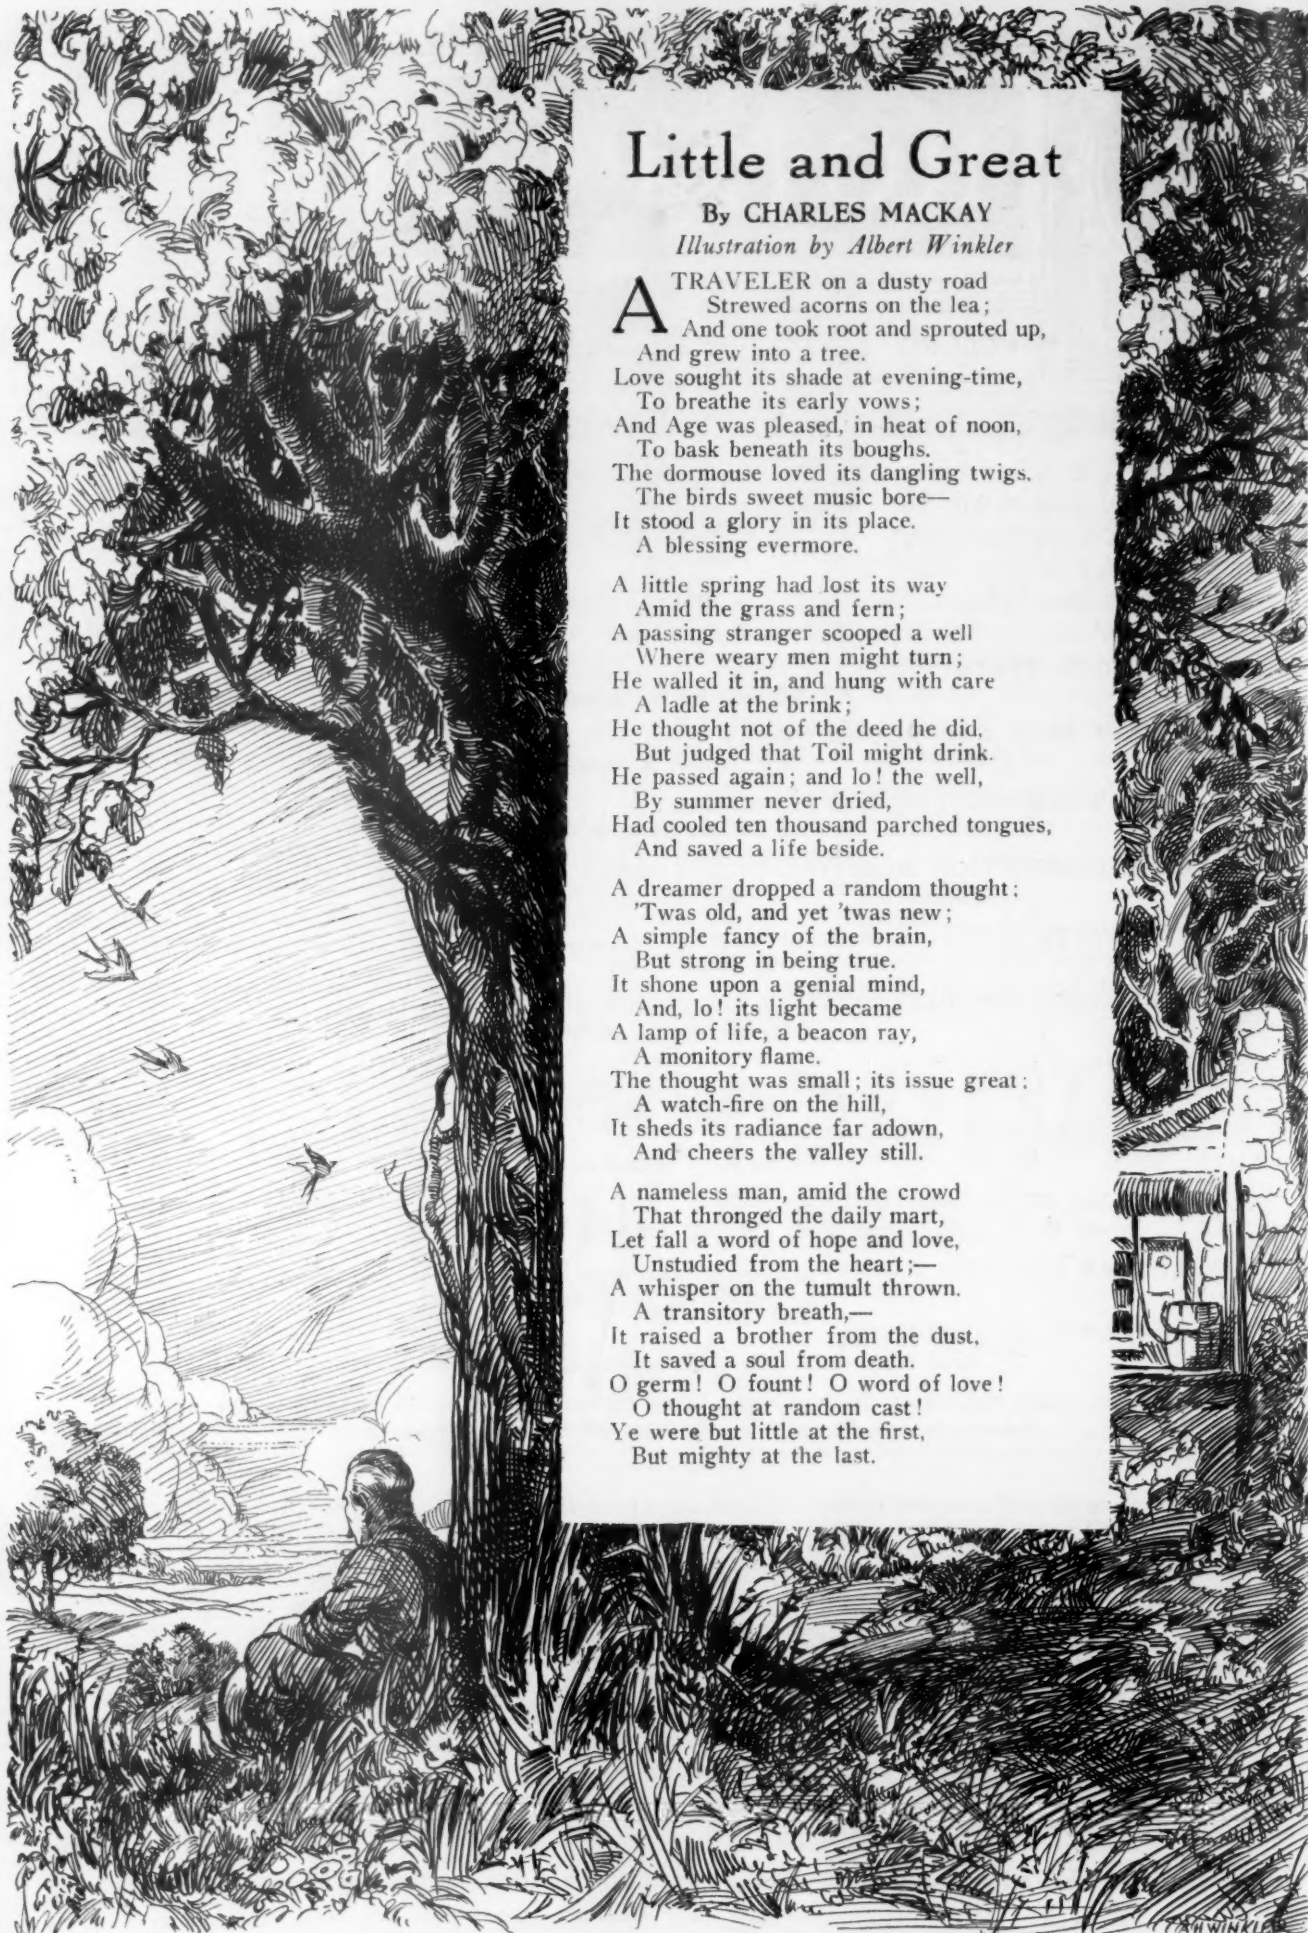 Little and Great
By CHARLES MACKAY
Illustration by Albert Winkler
A TRAVELER on a dusty road
Strewed acorns on the lea;
And one took root and sprouted up,
And grew into a tree.
Love sought its shade at evening-time,
To breathe its early vows;
And Age was pleased, in heat of noon,
To bask beneath its boughs.
The dormouse loved its dangling twigs.
The birds sweet music bore—
It stood a glory in its place.
A blessing evermore.
A little spring had lost its way
Amid the grass and fern;
A passing stranger scooped a well
Where weary men might turn;
He walled it in, and hung with care
A ladle at the brink;
He thought not of the deed he did,
But judged that Toil might drink.
He passed again; and lo! the well,
By summer never dried,
Had cooled ten thousand parched tongues,
And saved a life beside.
A dreamer dropped a random thought;
'Twas old, and yet 'twas new;
A simple fancy of the brain,
But strong in being true.
It shone upon a genial mind,
And, lo! its light became
A lamp of life, a beacon ray,
A monitory flame.
The thought was small; its issue great;
A watch-fire on the hill,
It sheds its radiance far adown,
And cheers the valley still.
A nameless man, amid the crowd
That thronged the daily mart,
Let fall a word of hope and love,
Unstudied from the heart;—
A whisper on the tumult thrown.
A transitory breath,—
It raised a brother from the dust,
It saved a soul from death.
O germ! O fount! O word of love!
O thought at random cast!
Ye were but little at the first,
But mighty at the last.